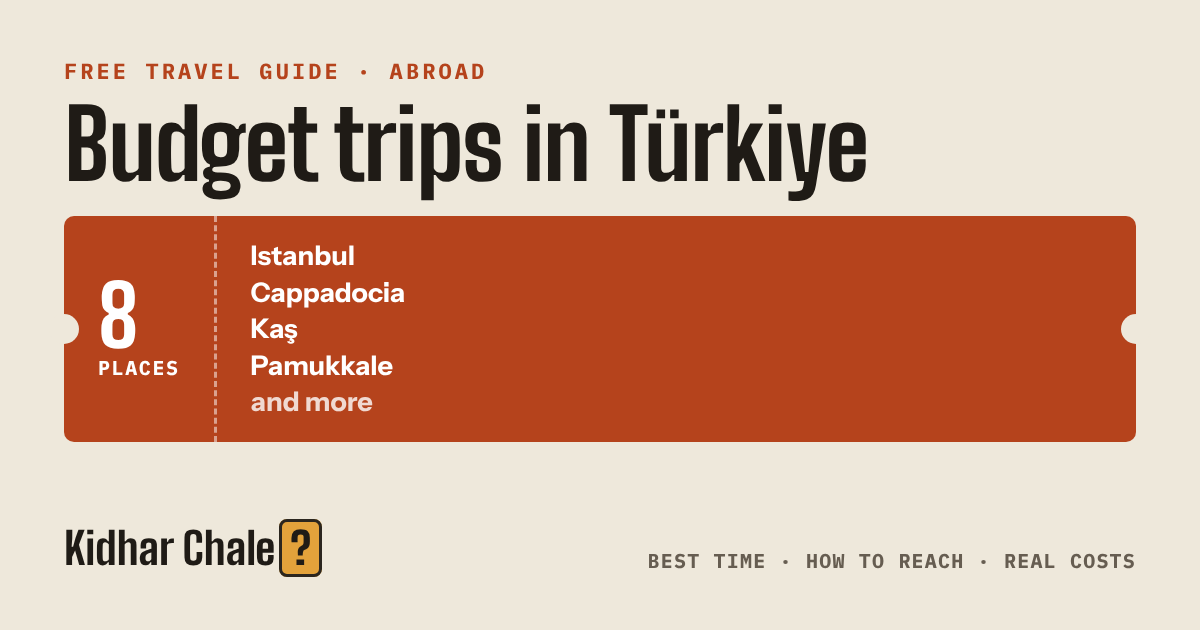 FREE TRAVEL GUIDE · ABROAD
Budget trips in Türkiye
8
PLACES
Istanbul
Cappadocia
Kaş
Pamukkale
and more
Kidhar Chale ?
BEST TIME · HOW TO REACH · REAL COSTS